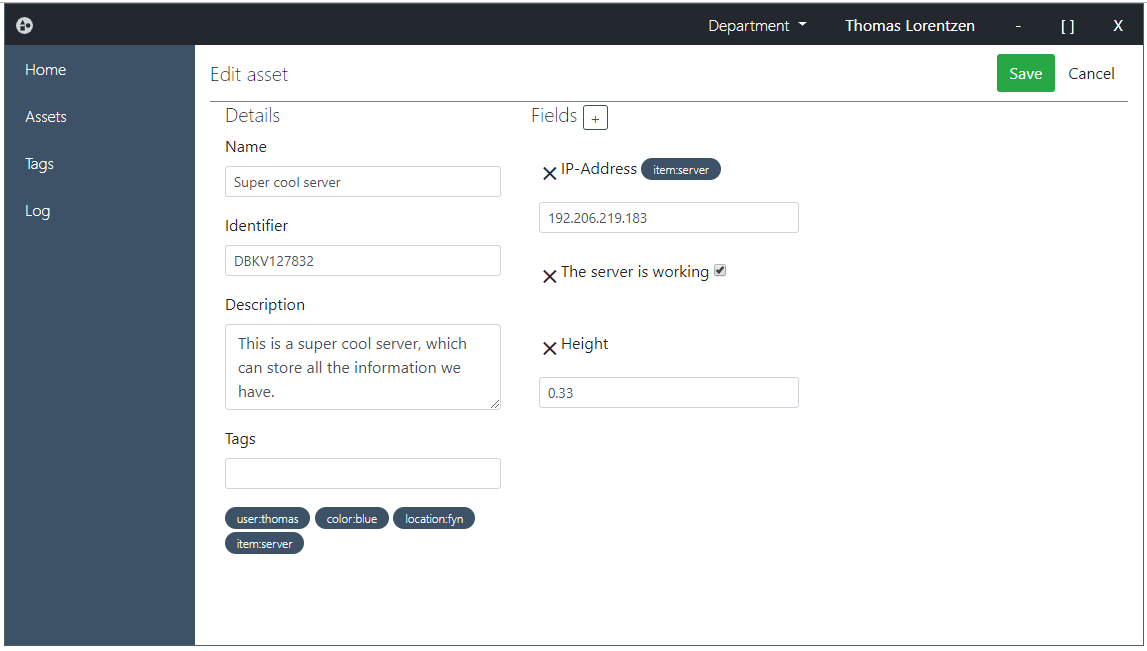 Department Thomas Lorentzen - [ ] X
Home
Assets
Tags
Log
Edit asset
Save Cancel
Details
Name
Super cool server
Identifier
DBKV127832
Description
This is a super cool server, which
can store all the information we
have.
Tags
user:thomas color:blue location:fyn
item:server
Fields +
IP-Address item:server
192.206.219.183
The server is working
Height
0.33